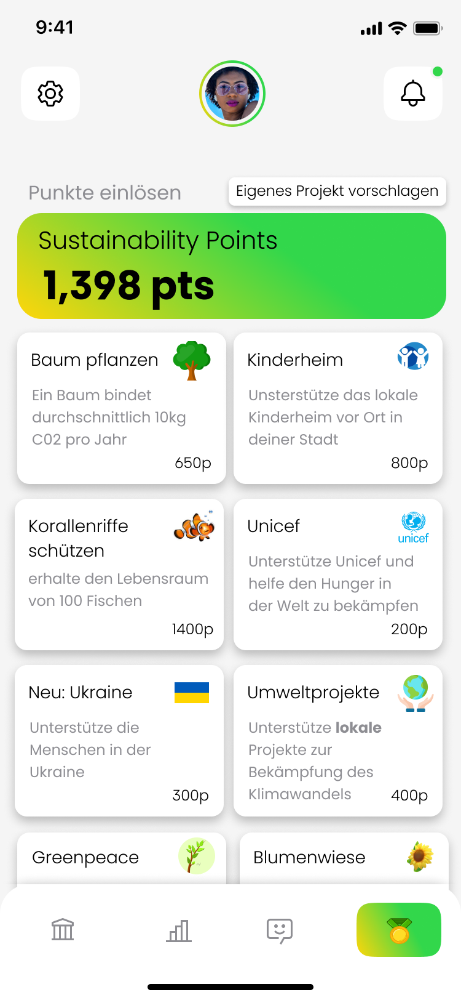 9:41
Punkte einlösen
Eigenes Projekt vorschlagen
Sustainability Points
1,398 pts
Baum pflanzen
Ein Baum bindet
durchschnittlich 10kg
C02 pro Jahr
650p
Kinderheim
Unsterstütze das lokale
Kinderheim vor Ort in
deiner Stadt
800p
Korallenriffe
schützen
erhalte den Lebensraum
von 100 Fischen
1400p
Unicef
unicef
Unterstütze Unicef und
helfe den Hunger in
der Welt zu bekämpfen
200p
Neu: Ukraine
Unterstütze die
Menschen in der
Ukraine
300p
Umweltprojekte
Unterstütze lokale
Projekte zur
Bekämpfung des
Klimawandels
400p
Greenpeace
Blumenwiese